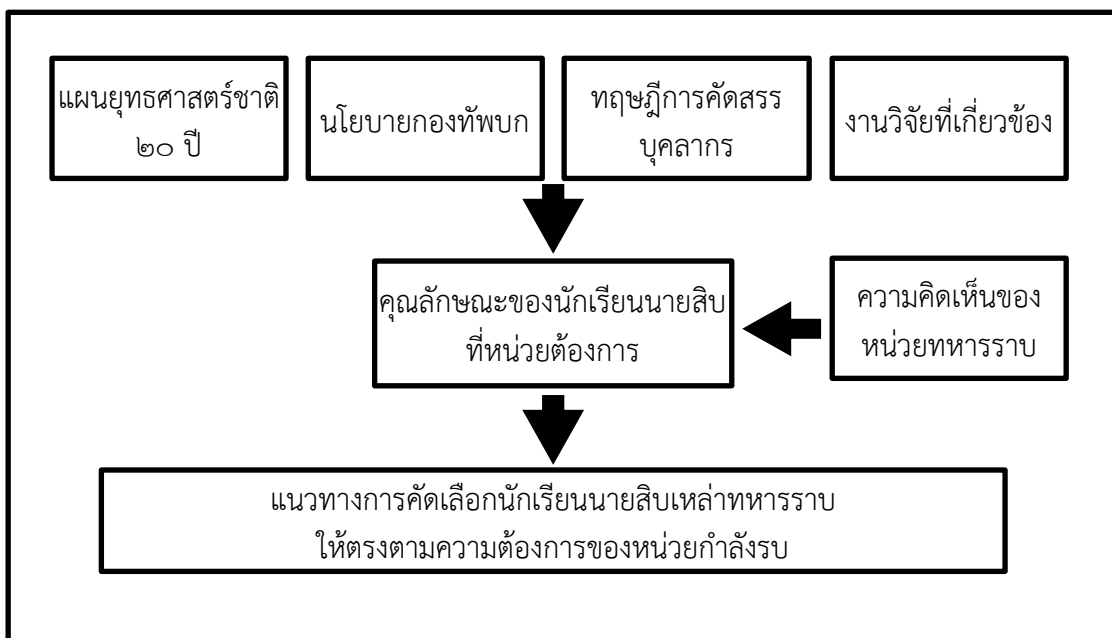 แผนยุทธศาสตร์ชาติ
๒๐ ปี
นโยบายกองทัพบก
ทฤษฎีการคัดสรร
บุคลากร
งานวิจัยที่เกี่ยวข้อง
คุณลักษณะของนักเรียนนายสิบ
ที่หน่วยต้องการ
ความคิดเห็นของ
หน่วยทหารราบ
แนวทางการคัดเลือกนักเรียนนายสิบเหล่าทหารราบ
ให้ตรงตามความต้องการของหน่วยกำลังรบ